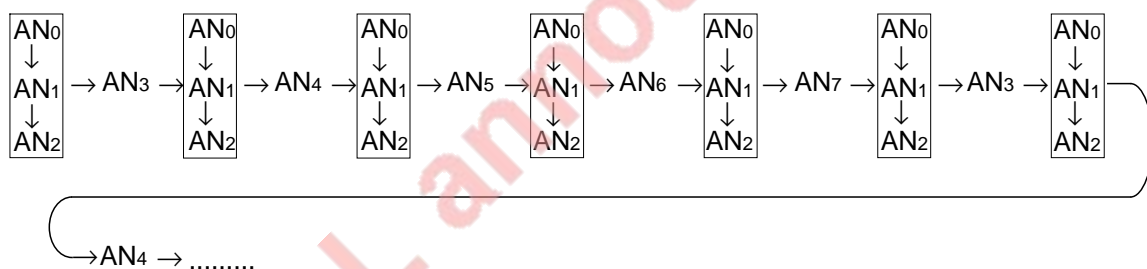 AN0 AN0 AN0 AN0 AN0 AN0 AN0
↓ ↓ ↓ ↓ ↓ ↓ ↓
AN1 → AN3 → AN1 → AN4 → AN1 → AN5 → AN1 → AN6 → AN1 → AN7 → AN1 → AN3 → AN1
↓ ↓ ↓ ↓ ↓ ↓ ↓
AN2 AN2 AN2 AN2 AN2 AN2 AN2
→ AN4 → .........